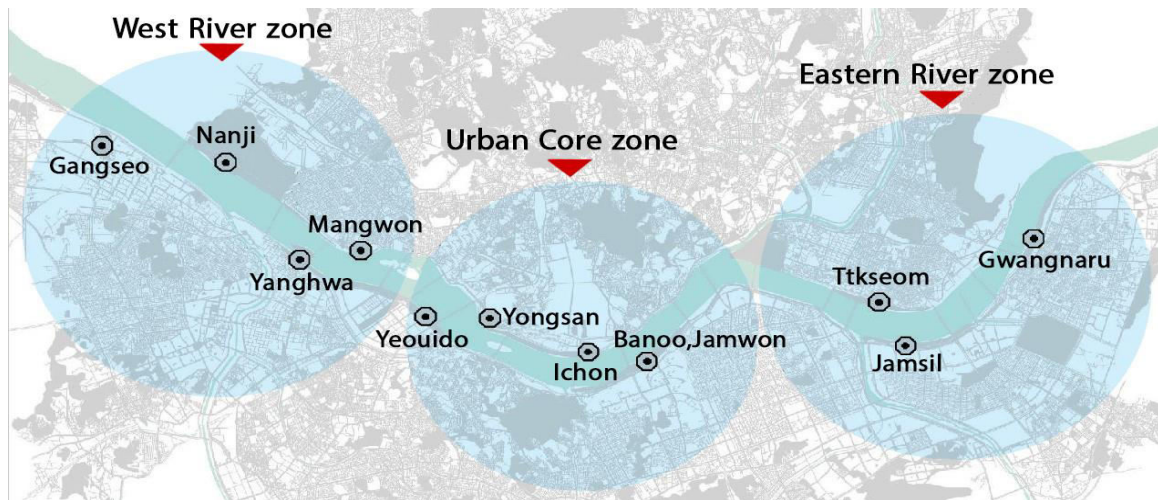 West River zone
Eastern River zone
Urban Core zone
Nanji
Gangseo
Mangwon
Yanghwa
Gwangnaru
Ttkseom
Yongsan
Yeouido
Banoo,Jamwon
Ichon
Jamsil